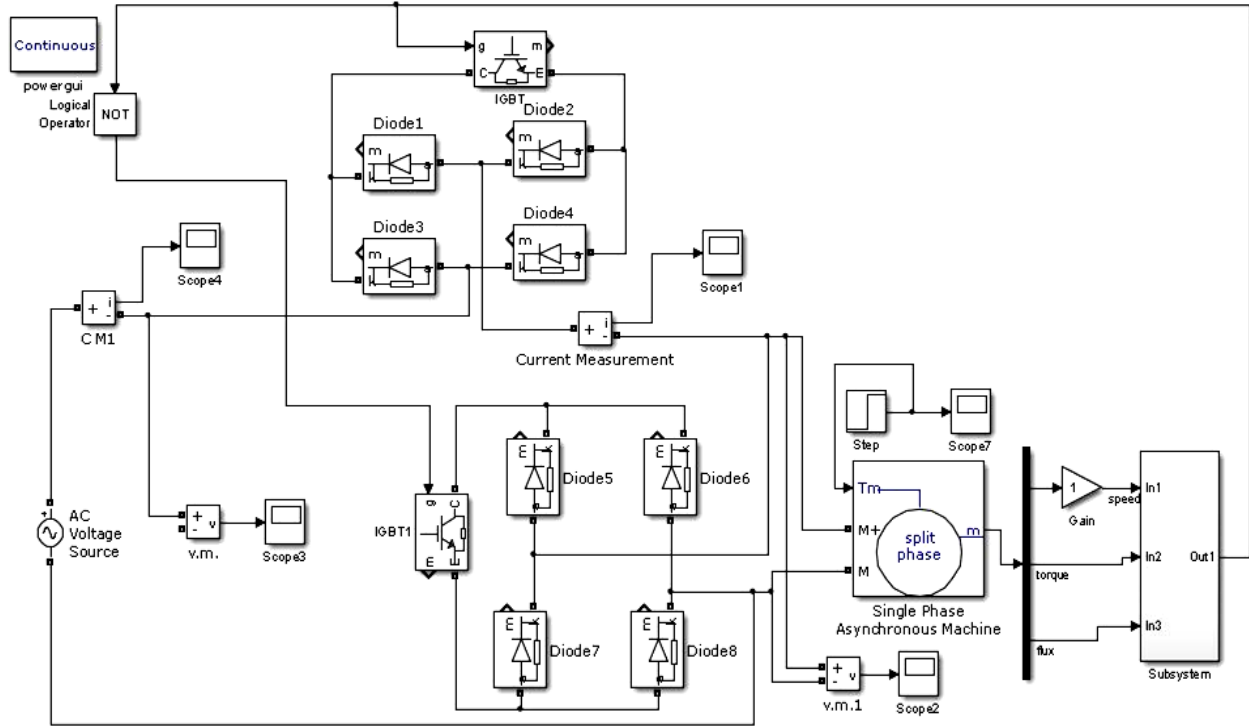 Continuous
powergui
Logical
Operator
NOT
g
m
C
E
IGBT
Diode1
Diode2
m
k
a
m
k
a
Diode3
Diode4
m
k
a
m
k
a
Scope4
Scope1
+
i
-
C M1
+
i
-
Current Measurement
Step
Scope7
g
C
m
E
IGBT1
m
k
a
Diode5
m
k
a
Diode6
m
k
a
Diode7
m
k
a
Diode8
+
AC
Voltage
Source
+
-
v
v.m.
Scope3
Tm
M+
M
split
phase
m
Single Phase
Asynchronous Machine
1
Gain
speed
torque
flux
In1
In2
In3
Out1
Subsystem
+
-
v
v.m.1
Scope2